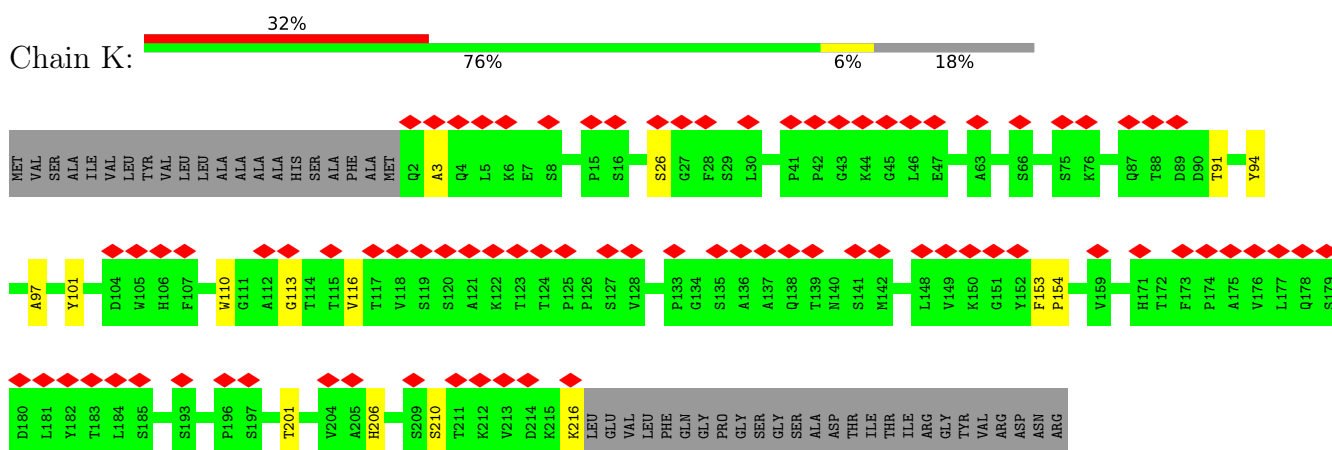 32%
Chain K:
76% 6% 18%
MET VAL SER ALA ILE VAL LEU TYR VAL LEU LEU ALA ALA ALA ALA HIS SER ALA PHE ALA MET Q2 A3 Q4 L5 K6 E7 S8 P15 S16 S26 G27 F28 S29 L30 P41 P42 G43 K44 G45 L46 E47 A63 S66 S75 K76 Q87 T88 D89 D90 T91 Y94
A97 Y101 D104 W105 H106 F107 W110 G111 A112 G113 T114 T115 V116 T117 V118 S119 S120 A121 K122 T123 T124 P125 P126 S127 V128 P133 G134 S135 A136 A137 Q138 T139 N140 S141 M142 L148 V149 K150 G151 Y152 F153 P154 V159 H171 T172 F173 P174 A175 V176 L177 Q178 S179
D180 L181 Y182 T183 L184 S185 S193 P196 S197 T201 V204 A205 H206 S209 S210 T211 K212 V213 D214 K215 K216 LEU GLU VAL LEU PHE GLN GLY PRO GLY SER GLY SER ALA ASP THR ILE THR ILE ARG GLY TYR VAL ARG ASP ASN ARG